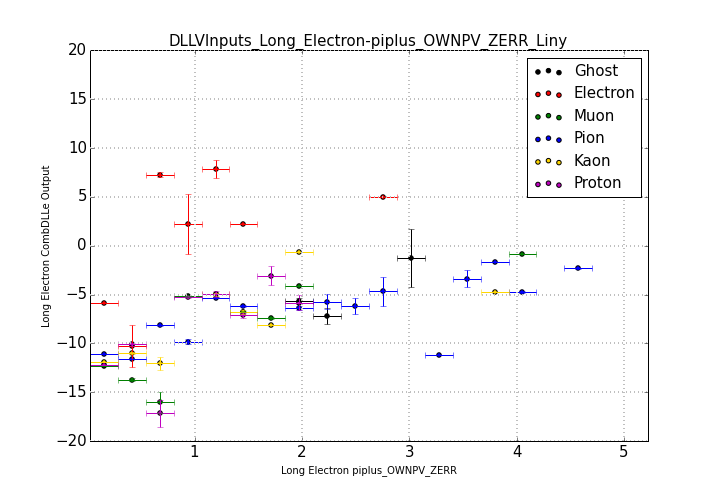 DLLVInputs_Long_Electron-piplus_OWNPV_ZERR_Liny
20
15
10
5
0
−5
−10
−15
−20
Long Electron CombDLLe Output
Ghost
Electron
Muon
Pion
Kaon
Proton
1 2 3 4 5
Long Electron piplus_OWNPV_ZERR